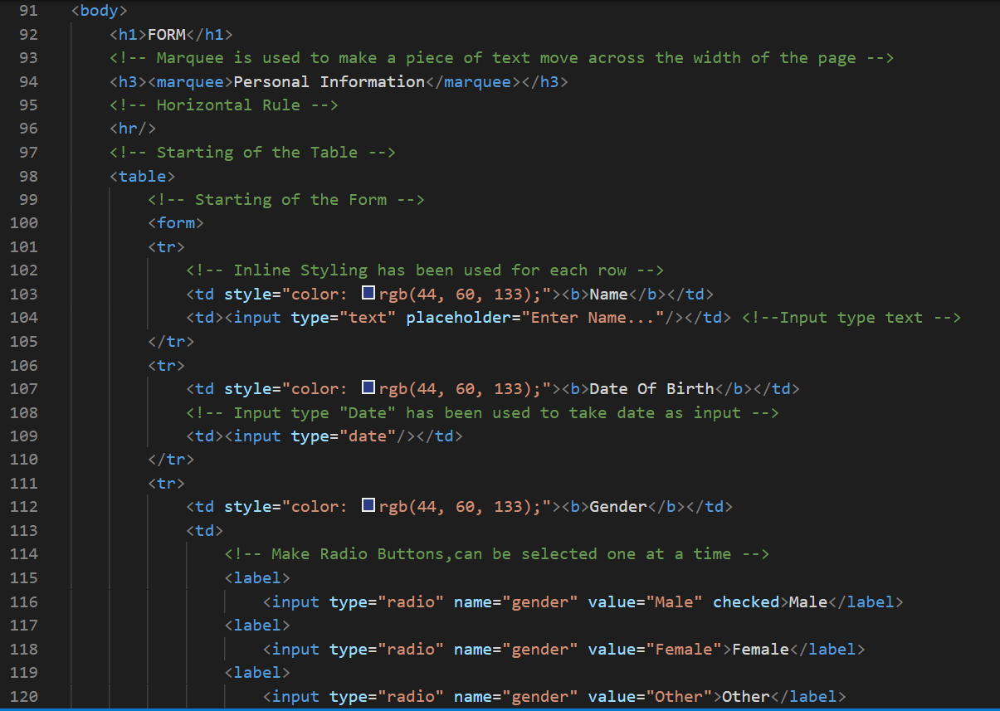 91 <body>
92 <h1>FORM</h1>
93 <!-- Marquee is used to make a piece of text move across the width of the page -->
94 <h3><marquee>Personal Information</marquee></h3>
95 <!-- Horizontal Rule -->
96 <hr/>
97 <!-- Starting of the Table -->
98 <table>
99 <!-- Starting of the Form -->
100 <form>
101 <tr>
102 <!-- Inline Styling has been used for each row -->
103 <td style="color: rgb(44, 60, 133);"><b>Name</b></td>
104 <td><input type="text" placeholder="Enter Name..."/></td> <!--Input type text -->
105 </tr>
106 <tr>
107 <td style="color: rgb(44, 60, 133);"><b>Date Of Birth</b></td>
108 <!-- Input type "Date" has been used to take date as input -->
109 <td><input type="date"/></td>
110 </tr>
111 <tr>
112 <td style="color: rgb(44, 60, 133);"><b>Gender</b></td>
113 <td>
114 <!-- Make Radio Buttons,can be selected one at a time -->
115 <label>
116 <input type="radio" name="gender" value="Male" checked>Male</label>
117 <label>
118 <input type="radio" name="gender" value="Female">Female</label>
119 <label>
120 <input type="radio" name="gender" value="Other">Other</label>